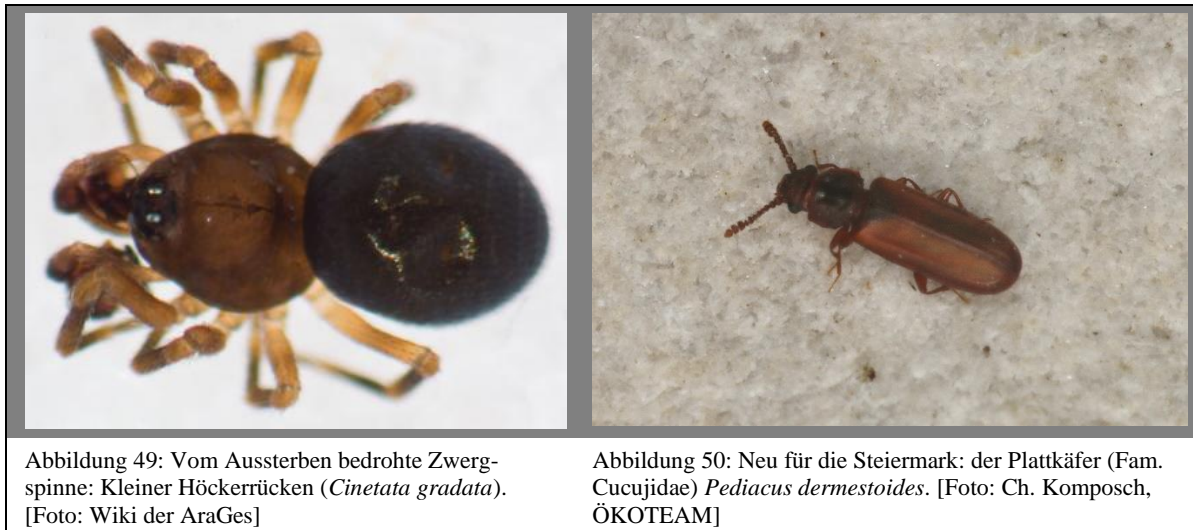 Abbildung 49: Vom Aussterben bedrohte Zwerg-
spinne: Kleiner Höckerrücken (Cinetata gradata).
[Foto: Wiki der AraGes]
Abbildung 50: Neu für die Steiermark: der Plattkäfer (Fam.
Cucujidae) Pediacus dermestoides. [Foto: Ch. Komposch,
ÖKOTEAM]